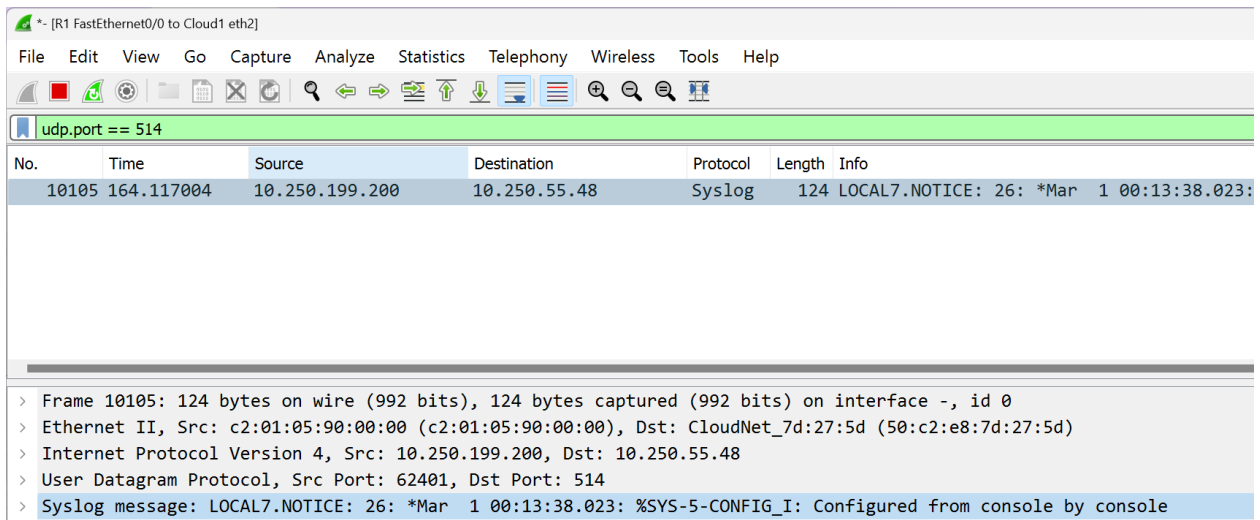 *- [R1 FastEthernet0/0 to Cloud1 eth2]
File Edit View Go Capture Analyze Statistics Telephony Wireless Tools Help
udp.port == 514
No. Time Source Destination Protocol Length Info
10105 164.117004 10.250.199.200 10.250.55.48 Syslog 124 LOCAL7.NOTICE: 26: *Mar  1 00:13:38.023:
> Frame 10105: 124 bytes on wire (992 bits), 124 bytes captured (992 bits) on interface -, id 0
> Ethernet II, Src: c2:01:05:90:00:00 (c2:01:05:90:00:00), Dst: CloudNet_7d:27:5d (50:c2:e8:7d:27:5d)
> Internet Protocol Version 4, Src: 10.250.199.200, Dst: 10.250.55.48
> User Datagram Protocol, Src Port: 62401, Dst Port: 514
> Syslog message: LOCAL7.NOTICE: 26: *Mar  1 00:13:38.023: %SYS-5-CONFIG_I: Configured from console by console